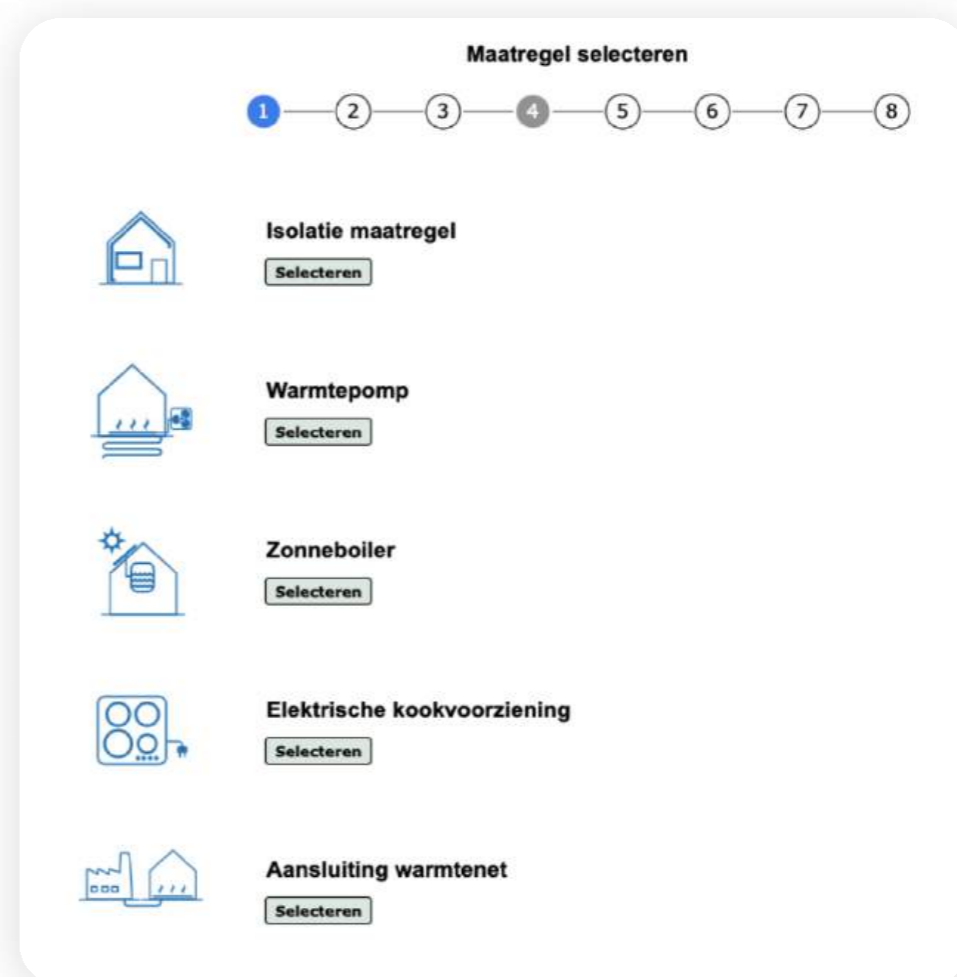 Maatregel selecteren
1 2 3 4 5 6 7 8
Isolatie maatregel
Selecteren
Warmtepomp
Selecteren
Zonneboiler
Selecteren
Elektrische kookvoorziening
Selecteren
Aansluiting warmtenet
Selecteren